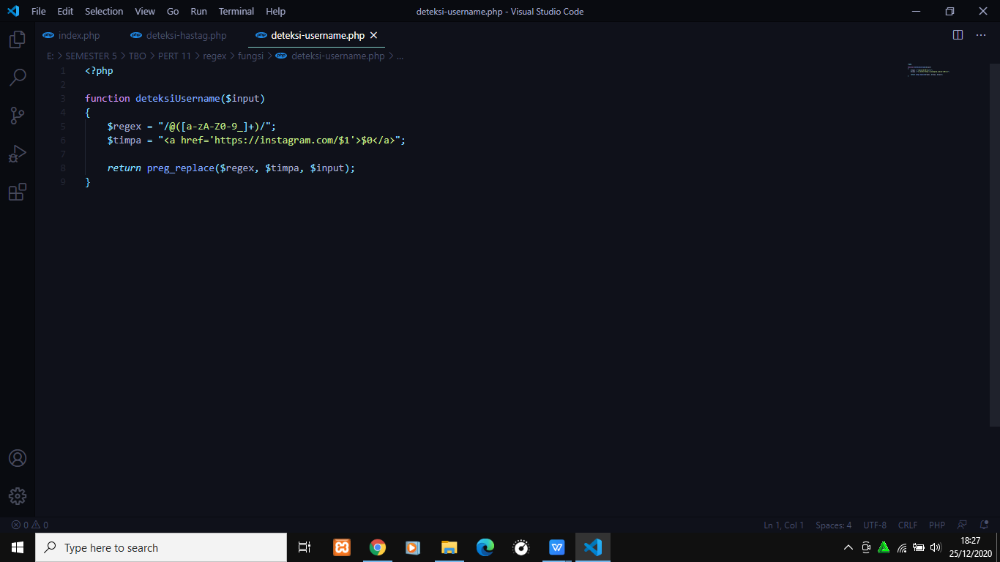 File Edit Selection View Go Run Terminal Help deteksi-username.php - Visual Studio Code
index.php deteksi-hastag.php deteksi-username.php
E: > SEMESTER 5 > TBO > PERT 11 > regex > fungsi > deteksi-username.php > ...
1 <?php
2
3 function deteksiUsername($input)
4 {
5     $regex = "/@([a-zA-Z0-9_]+)/";
6     $timpa = "<a href='https://instagram.com/$1'>$0</a>";
7
8     return preg_replace($regex, $timpa, $input);
9 }
0 0 Ln 1, Col 1 Spaces: 4 UTF-8 CRLF PHP
Type here to search
18:27
25/12/2020